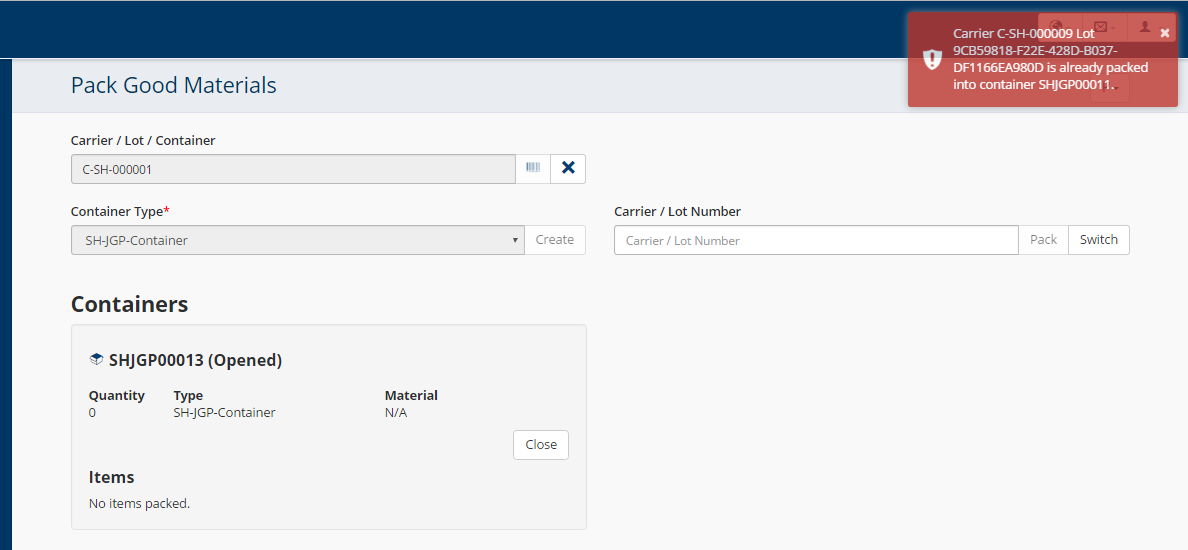 Carrier C-SH-000009 Lot
9CB59818-F22E-428D-B037-
DF1166EA980D is already packed
into container SHJGP00011.
Pack Good Materials
Carrier / Lot / Container
C-SH-000001
Container Type*
SH-JGP-Container
Create
Carrier / Lot Number
Carrier / Lot Number
Pack
Switch
Containers
SHJGP00013 (Opened)
Quantity Type Material
0 SH-JGP-Container N/A
Close
Items
No items packed.